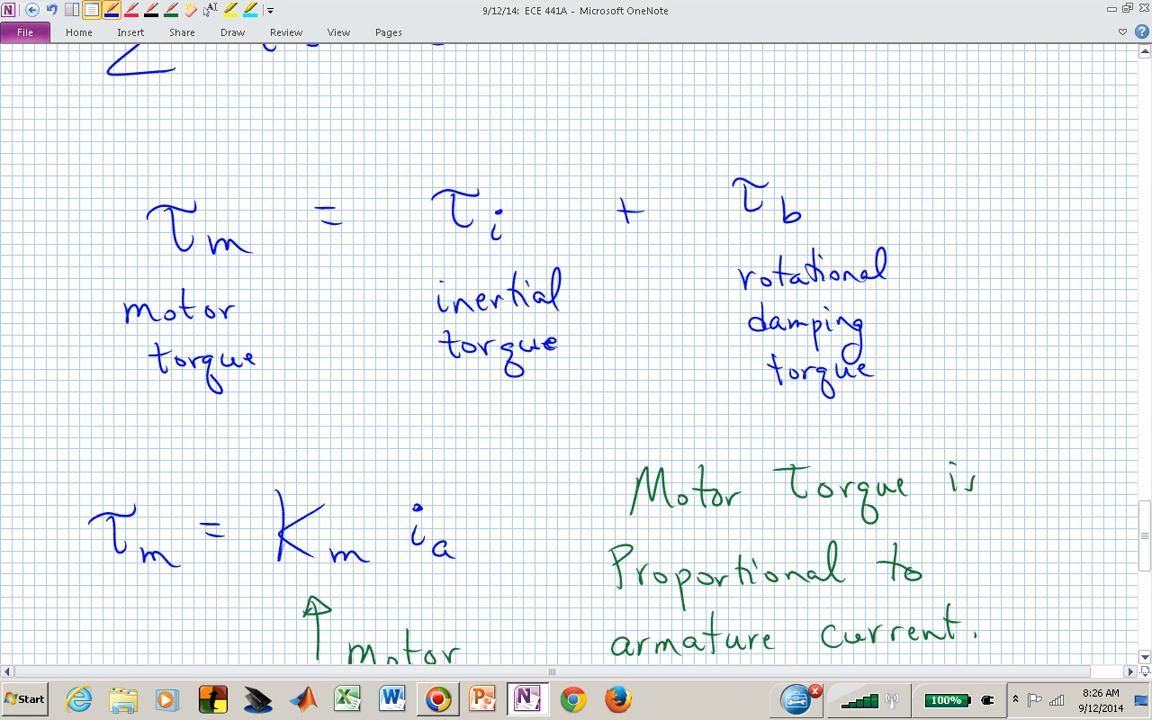 9/12/14: ECE 441A - Microsoft OneNote
File Home Insert Share Draw Review View Pages
τm = τi + τb
motor torque
inertial torque
rotational damping torque
τm = Km ia
Motor Torque is
Proportional to
armature current.
motor
Start
100%
8:26 AM
9/12/2014